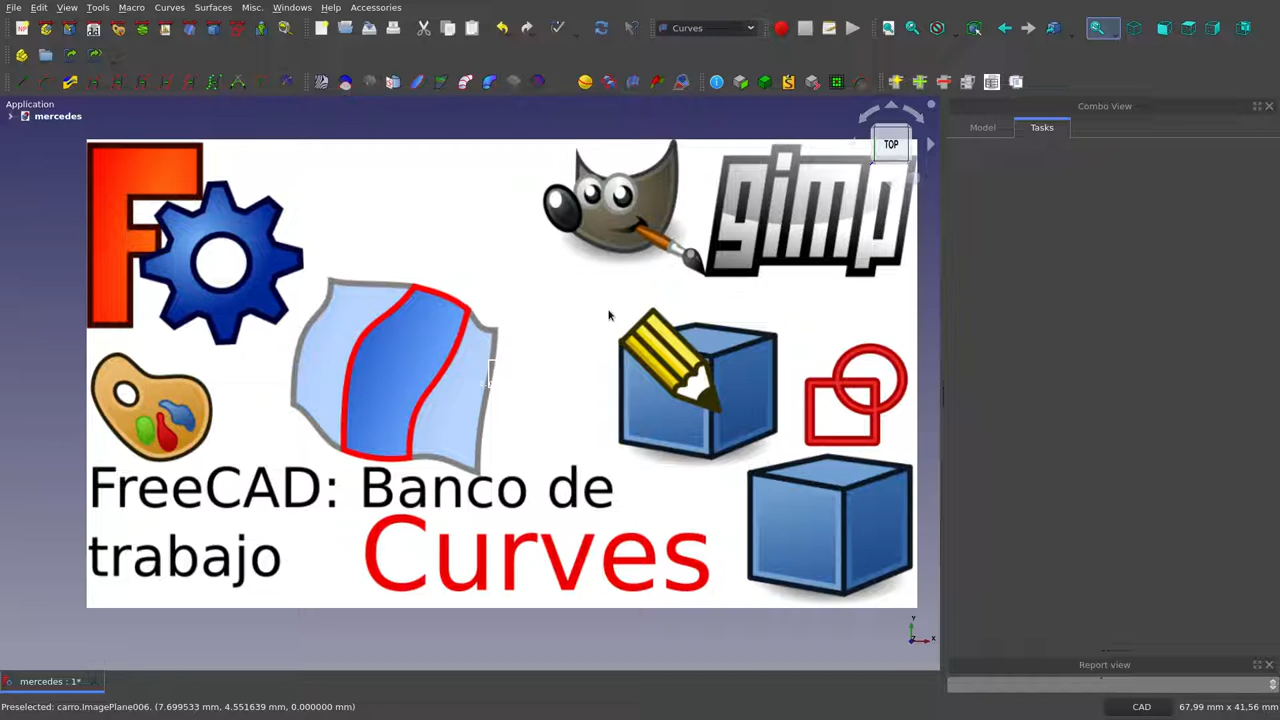 File Edit View Tools Macro Curves Surfaces Misc. Windows Help Accessories
Curves
Application
mercedes
TOP
gimp
FreeCAD: Banco de
trabajo Curves
Y
Z X
Combo View
Model Tasks
Report view
mercedes : 1*
Preselected: carro.ImagePlane006. (7.699533 mm, 4.551639 mm, 0.000000 mm)
CAD 67,99 mm x 41,56 mm